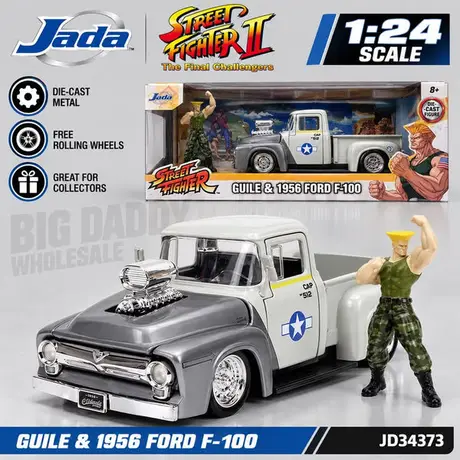 Jada
STREET
FIGHTER II
The Final Challengers
1:24
SCALE
DIE-CAST
METAL
FREE
ROLLING WHEELS
GREAT FOR
COLLECTORS
Jada
8+
DIE-CAST
FIGURE
CAP
512
STREET
FIGHTER
GUILE & 1956 FORD F-100
BIG DADDY
WHOLESALE
CAP
512
GUILE & 1956 FORD F-100
JD34373